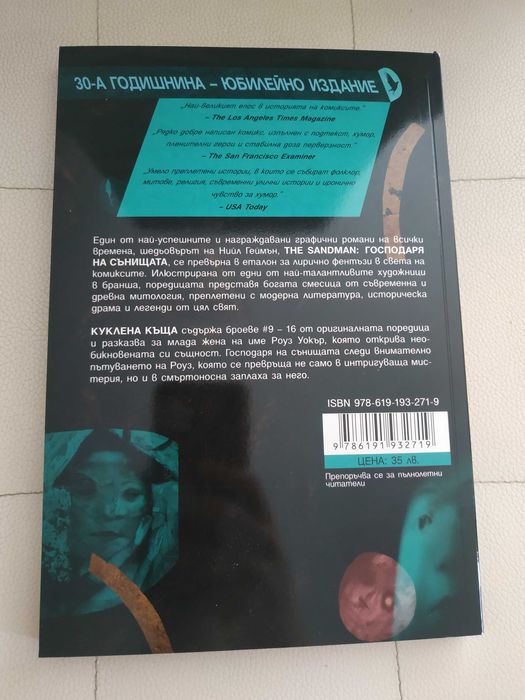 30-А ГОДИШНИНА – ЮБИЛЕЙНО ИЗДАНИЕ
„Най-великият епос в историята на комиксите."
– The Los Angeles Times Magazine
„Рядко добре написан комикс, изпълнен с подтекст, хумор,
пленителни герои и стабилна доза перверзност."
– The San Francisco Examiner
„Умело преплетени истории, в които се събират фолклор,
митове, религия, съвременни улични истории и иронично
чувство за хумор."
– USA Today
Един от най-успешните и награждавани графични романи на всички
времена, шедьовърът на Нийл Геймън, THE SANDMAN: ГОСПОДАРЯ
НА СЪНИЩАТА, се превърна в еталон за лирично фентъзи в света на
комиксите. Илюстрирана от едни от най-талантливите художници
в бранша, поредицата представя богата смесица от съвременна и
древна митология, преплетени с модерна литература, историческа
драма и легенди от цял свят.
КУКЛЕНА КЪЩА съдържа броеве #9 – 16 от оригиналната поредица
и разказва за млада жена на име Роуз Уокър, която открива нео-
бикновената си същност. Господаря на сънищата следи внимателно
пътуването на Роуз, която се превръща не само в интригуваща мис-
терия, но и в смъртоносна заплаха за него.
ISBN 978-619-193-271-9
9 786191 932719
ЦЕНА: 35 лв.
Препоръчва се за пълнолетни
читатели